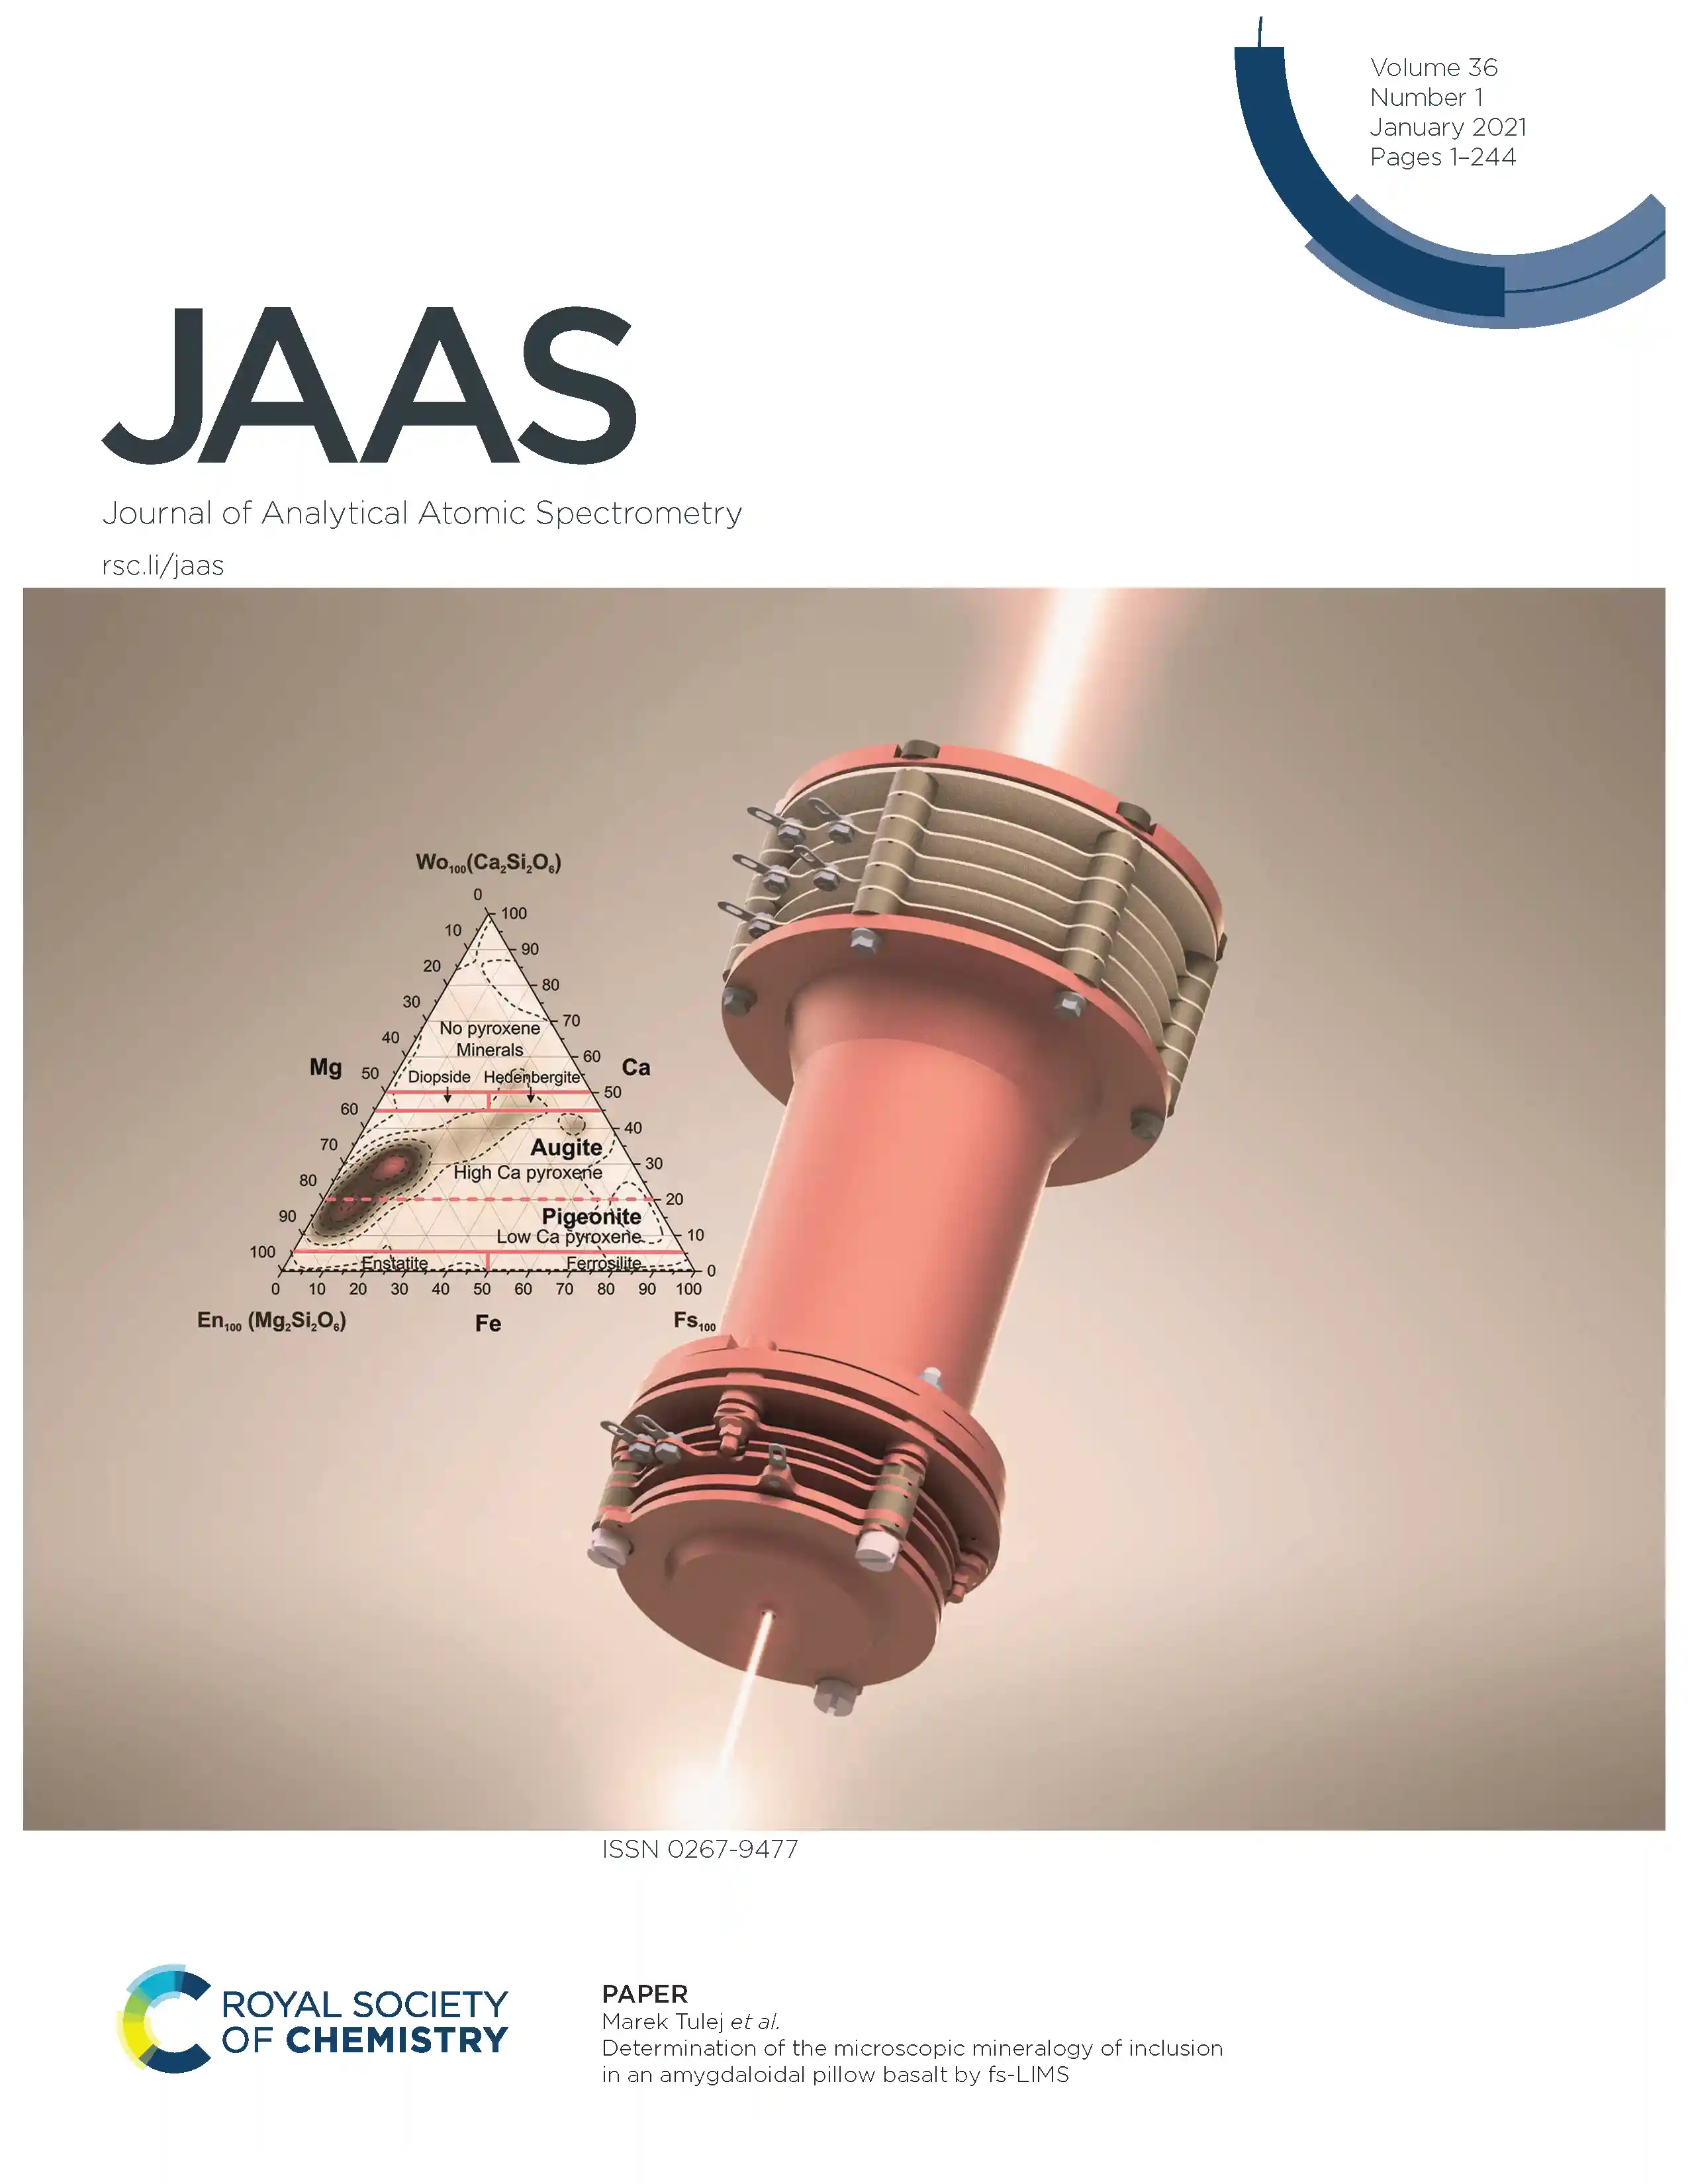 Volume 36
Number 1
January 2021
Pages 1–244
JAAS
Journal of Analytical Atomic Spectrometry
rsc.li/jaas
Wo₁₀₀(Ca₂Si₂O₆)
0
100
10
90
20
80
30
70
No pyroxene
Minerals
40
60
Mg
50
Diopside Hedenbergite
Ca
50
60
40
70
Augite
High Ca pyroxene
30
80
20
90
Pigeonite
Low Ca pyroxene
10
100
Enstatite Ferrosilite
0
0 10 20 30 40 50 60 70 80 90 100
En₁₀₀ (Mg₂Si₂O₆)
Fe
Fs₁₀₀
ISSN 0267-9477
ROYAL SOCIETY
OF CHEMISTRY
PAPER
Marek Tulej et al.
Determination of the microscopic mineralogy of inclusion
in an amygdaloidal pillow basalt by fs-LIMS